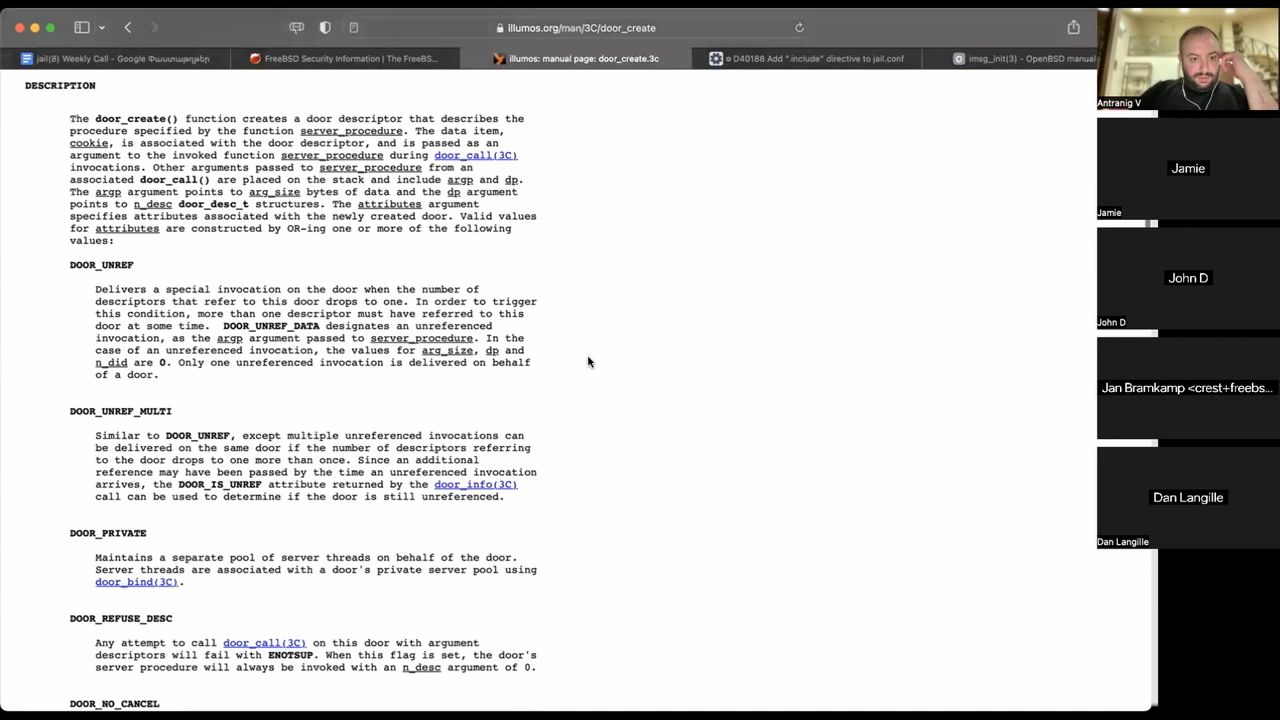 illumos.org/man/3C/door_create
jail(8) Weekly Call - Google Փաստաթղթեր
FreeBSD Security Information | The FreeBS...
illumos: manual page: door_create.3c
D40188 Add ".include" directive to jail.conf
imsg_init(3) - OpenBSD manual
DESCRIPTION
The door_create() function creates a door descriptor that describes the
procedure specified by the function server_procedure. The data item,
cookie, is associated with the door descriptor, and is passed as an
argument to the invoked function server_procedure during door_call(3C)
invocations. Other arguments passed to server_procedure from an
associated door_call() are placed on the stack and include argp and dp.
The argp argument points to arg_size bytes of data and the dp argument
points to n_desc door_desc_t structures. The attributes argument
specifies attributes associated with the newly created door. Valid values
for attributes are constructed by OR-ing one or more of the following
values:
DOOR_UNREF
Delivers a special invocation on the door when the number of
descriptors that refer to this door drops to one. In order to trigger
this condition, more than one descriptor must have referred to this
door at some time. DOOR_UNREF_DATA designates an unreferenced
invocation, as the argp argument passed to server_procedure. In the
case of an unreferenced invocation, the values for arg_size, dp and
n_did are 0. Only one unreferenced invocation is delivered on behalf
of a door.
DOOR_UNREF_MULTI
Similar to DOOR_UNREF, except multiple unreferenced invocations can
be delivered on the same door if the number of descriptors referring
to the door drops to one more than once. Since an additional
reference may have been passed by the time an unreferenced invocation
arrives, the DOOR_IS_UNREF attribute returned by the door_info(3C)
call can be used to determine if the door is still unreferenced.
DOOR_PRIVATE
Maintains a separate pool of server threads on behalf of the door.
Server threads are associated with a door's private server pool using
door_bind(3C).
DOOR_REFUSE_DESC
Any attempt to call door_call(3C) on this door with argument
descriptors will fail with ENOTSUP. When this flag is set, the door's
server procedure will always be invoked with an n_desc argument of 0.
DOOR_NO_CANCEL
Antranig V
Jamie
Jamie
John D
John D
Jan Bramkamp <crest+freebs...
Dan Langille
Dan Langille